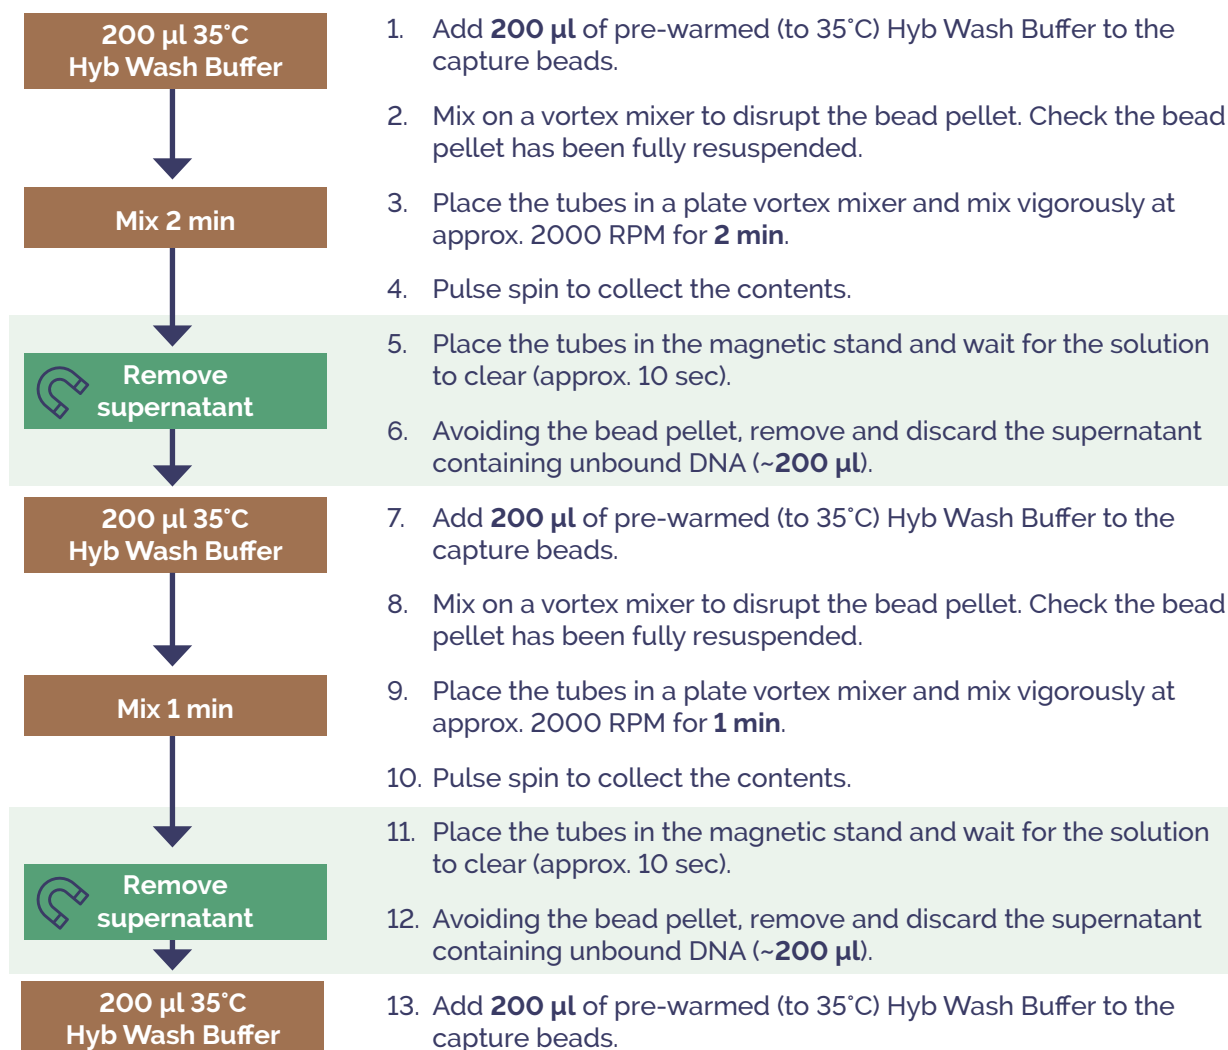 200 µl 35°C
Hyb Wash Buffer
1. Add 200 µl of pre-warmed (to 35°C) Hyb Wash Buffer to the
capture beads.
2. Mix on a vortex mixer to disrupt the bead pellet. Check the bead
pellet has been fully resuspended.
Mix 2 min
3. Place the tubes in a plate vortex mixer and mix vigorously at
approx. 2000 RPM for 2 min.
4. Pulse spin to collect the contents.
Remove
supernatant
5. Place the tubes in the magnetic stand and wait for the solution
to clear (approx. 10 sec).
6. Avoiding the bead pellet, remove and discard the supernatant
containing unbound DNA (~200 µl).
200 µl 35°C
Hyb Wash Buffer
7. Add 200 µl of pre-warmed (to 35°C) Hyb Wash Buffer to the
capture beads.
8. Mix on a vortex mixer to disrupt the bead pellet. Check the bead
pellet has been fully resuspended.
Mix 1 min
9. Place the tubes in a plate vortex mixer and mix vigorously at
approx. 2000 RPM for 1 min.
10. Pulse spin to collect the contents.
Remove
supernatant
11. Place the tubes in the magnetic stand and wait for the solution
to clear (approx. 10 sec).
12. Avoiding the bead pellet, remove and discard the supernatant
containing unbound DNA (~200 µl).
200 µl 35°C
Hyb Wash Buffer
13. Add 200 µl of pre-warmed (to 35°C) Hyb Wash Buffer to the
capture beads.